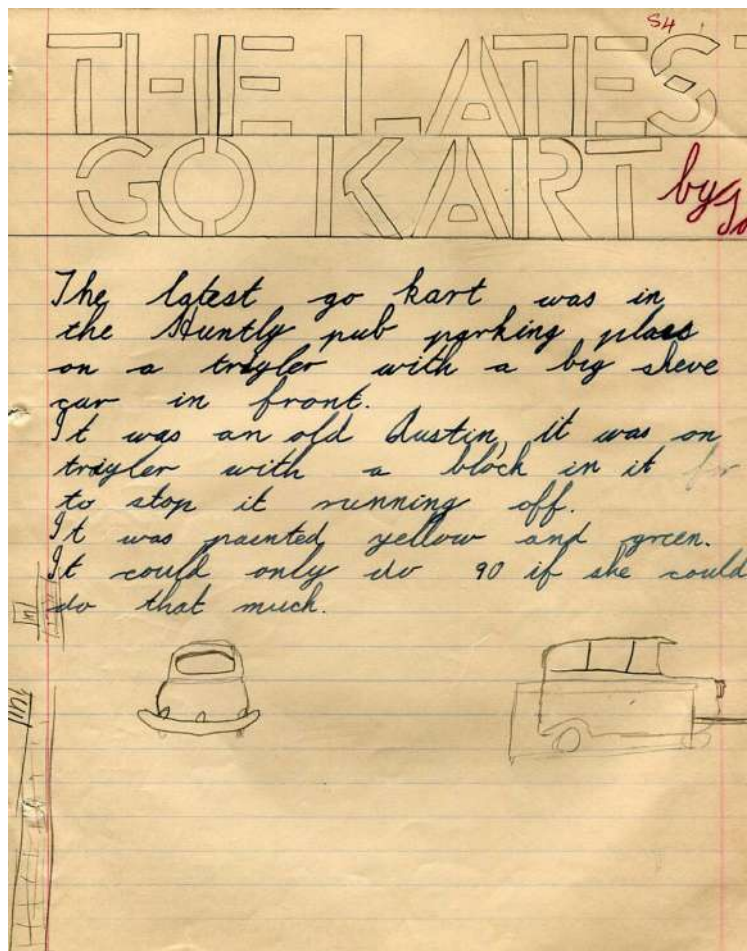 S4
THE LATEST
GO KART by
The latest go kart was in
the Huntly pub parking place
on a trayler with a big sheve
car in front.
It was an old Austin, it was on
trayler with a block in it for
to stop it running off.
It was painted yellow and green.
It could only do 90 if she could
do that much.